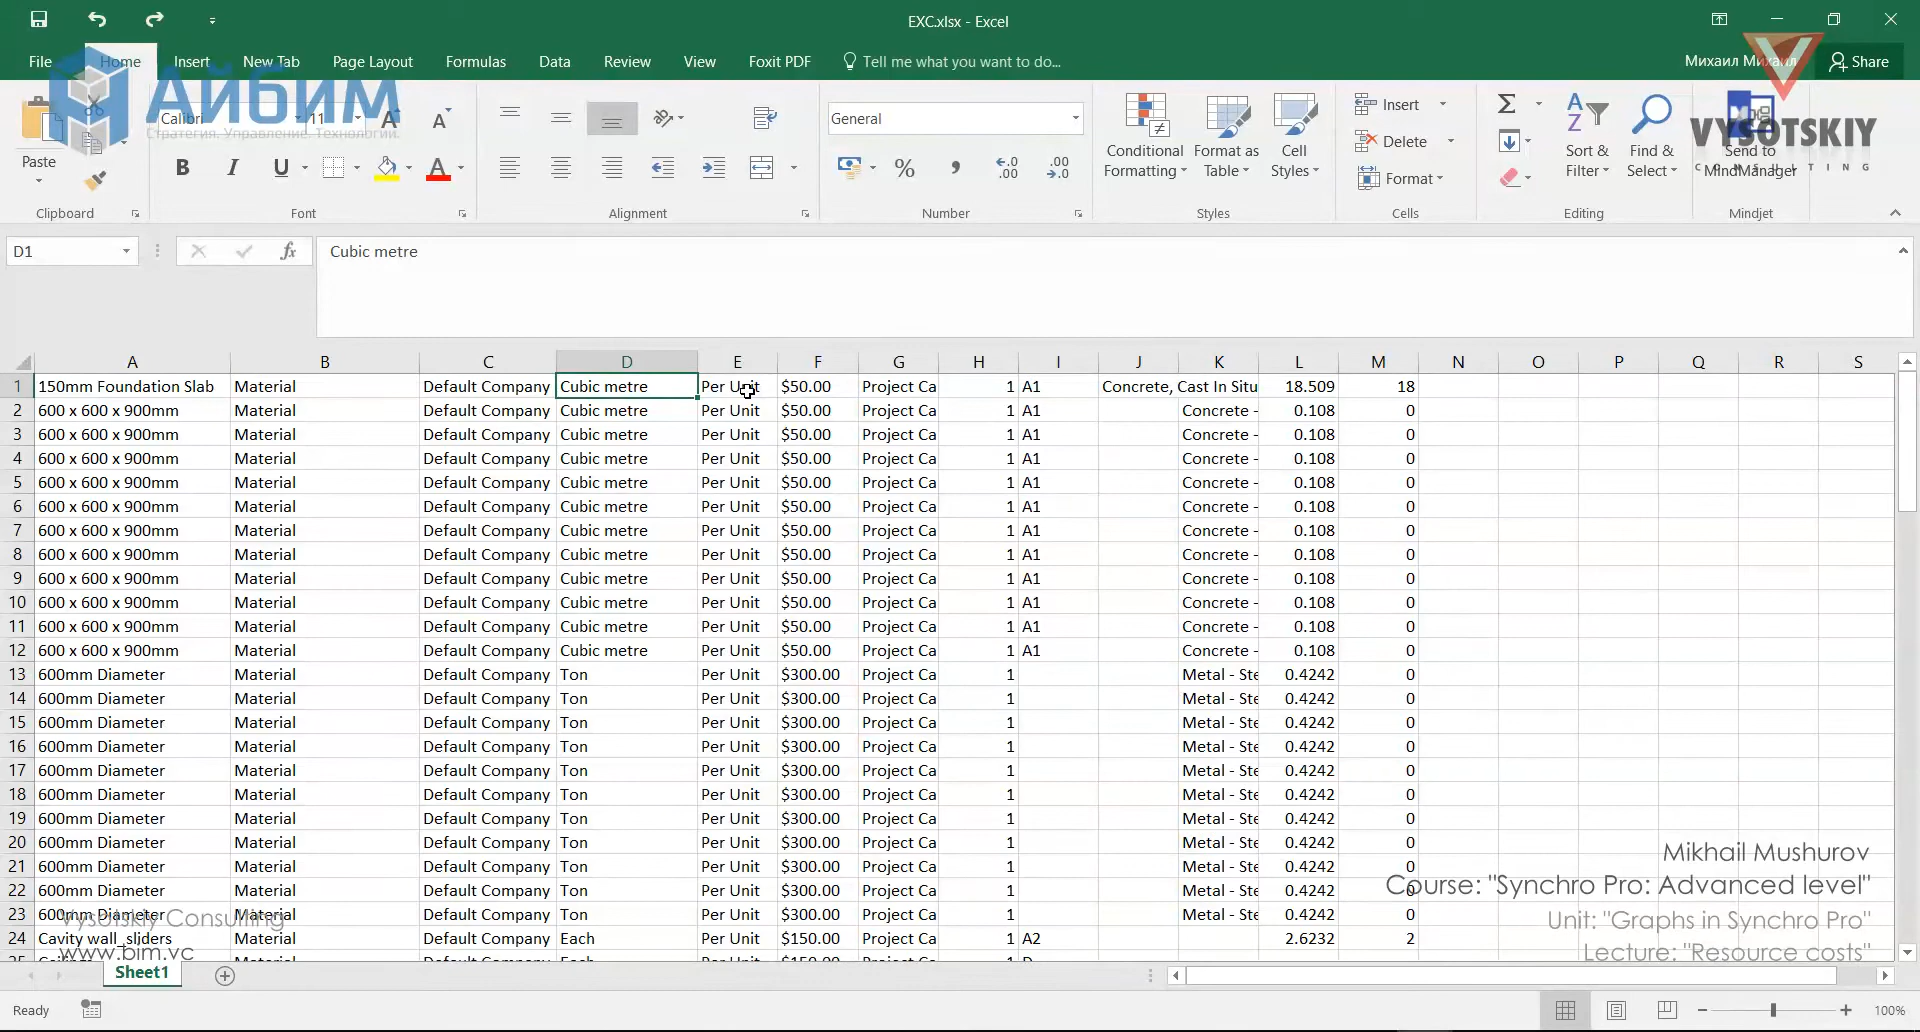 EXC.xlsx - Excel
File Home Insert New Tab Page Layout Formulas Data Review View Foxit PDF Tell me what you want to do... Михаил Share
Айбим
Стратегия. Управление. Технологии.
VYSOTSKIY
CONSULTING
Paste Calibri 11 General Conditional Formatting Format as Table Cell Styles Insert Delete Format Sort & Filter Find & Select Send to MindManager
Clipboard Font Alignment Number Styles Cells Editing Mindjet
D1 Cubic metre
A B C D E F G H I J K L M N O P Q R S
1 150mm Foundation Slab Material Default Company Cubic metre Per Unit $50.00 Project Ca 1 A1 Concrete, Cast In Situ 18.509 18
2 600 x 600 x 900mm Material Default Company Cubic metre Per Unit $50.00 Project Ca 1 A1 Concrete - 0.108 0
3 600 x 600 x 900mm Material Default Company Cubic metre Per Unit $50.00 Project Ca 1 A1 Concrete - 0.108 0
4 600 x 600 x 900mm Material Default Company Cubic metre Per Unit $50.00 Project Ca 1 A1 Concrete - 0.108 0
5 600 x 600 x 900mm Material Default Company Cubic metre Per Unit $50.00 Project Ca 1 A1 Concrete - 0.108 0
6 600 x 600 x 900mm Material Default Company Cubic metre Per Unit $50.00 Project Ca 1 A1 Concrete - 0.108 0
7 600 x 600 x 900mm Material Default Company Cubic metre Per Unit $50.00 Project Ca 1 A1 Concrete - 0.108 0
8 600 x 600 x 900mm Material Default Company Cubic metre Per Unit $50.00 Project Ca 1 A1 Concrete - 0.108 0
9 600 x 600 x 900mm Material Default Company Cubic metre Per Unit $50.00 Project Ca 1 A1 Concrete - 0.108 0
10 600 x 600 x 900mm Material Default Company Cubic metre Per Unit $50.00 Project Ca 1 A1 Concrete - 0.108 0
11 600 x 600 x 900mm Material Default Company Cubic metre Per Unit $50.00 Project Ca 1 A1 Concrete - 0.108 0
12 600 x 600 x 900mm Material Default Company Cubic metre Per Unit $50.00 Project Ca 1 A1 Concrete - 0.108 0
13 600mm Diameter Material Default Company Ton Per Unit $300.00 Project Ca 1 Metal - Ste 0.4242 0
14 600mm Diameter Material Default Company Ton Per Unit $300.00 Project Ca 1 Metal - Ste 0.4242 0
15 600mm Diameter Material Default Company Ton Per Unit $300.00 Project Ca 1 Metal - Ste 0.4242 0
16 600mm Diameter Material Default Company Ton Per Unit $300.00 Project Ca 1 Metal - Ste 0.4242 0
17 600mm Diameter Material Default Company Ton Per Unit $300.00 Project Ca 1 Metal - Ste 0.4242 0
18 600mm Diameter Material Default Company Ton Per Unit $300.00 Project Ca 1 Metal - Ste 0.4242 0
19 600mm Diameter Material Default Company Ton Per Unit $300.00 Project Ca 1 Metal - Ste 0.4242 0
20 600mm Diameter Material Default Company Ton Per Unit $300.00 Project Ca 1 Metal - Ste 0.4242 0
21 600mm Diameter Material Default Company Ton Per Unit $300.00 Project Ca 1 Metal - Ste 0.4242 0
22 600mm Diameter Material Default Company Ton Per Unit $300.00 Project Ca 1 Metal - Ste 0.4242 0
23 600mm Diameter Material Default Company Ton Per Unit $300.00 Project Ca 1 Metal - Ste 0.4242 0
24 Cavity wall_sliders Material Default Company Each Per Unit $150.00 Project Ca 1 A2 2.6232 2
Mikhail Mushurov
Course: "Synchro Pro: Advanced level"
Unit: "Graphs in Synchro Pro"
Lecture: "Resource costs"
Vysotskiy Consulting
www.bim.vc
Sheet1
Ready 100%